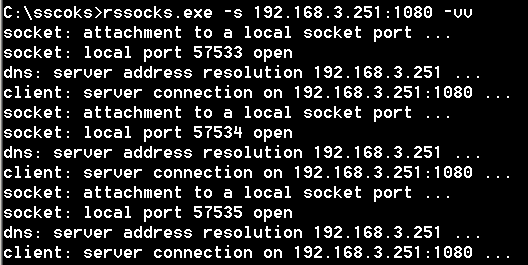 C:\sscoks>rssocks.exe -s 192.168.3.251:1080 -vv
socket: attachment to a local socket port ...
socket: local port 57533 open
dns: server address resolution 192.168.3.251 ...
client: server connection on 192.168.3.251:1080 ...
socket: attachment to a local socket port ...
socket: local port 57534 open
dns: server address resolution 192.168.3.251 ...
client: server connection on 192.168.3.251:1080 ...
socket: attachment to a local socket port ...
socket: local port 57535 open
dns: server address resolution 192.168.3.251 ...
client: server connection on 192.168.3.251:1080 ...